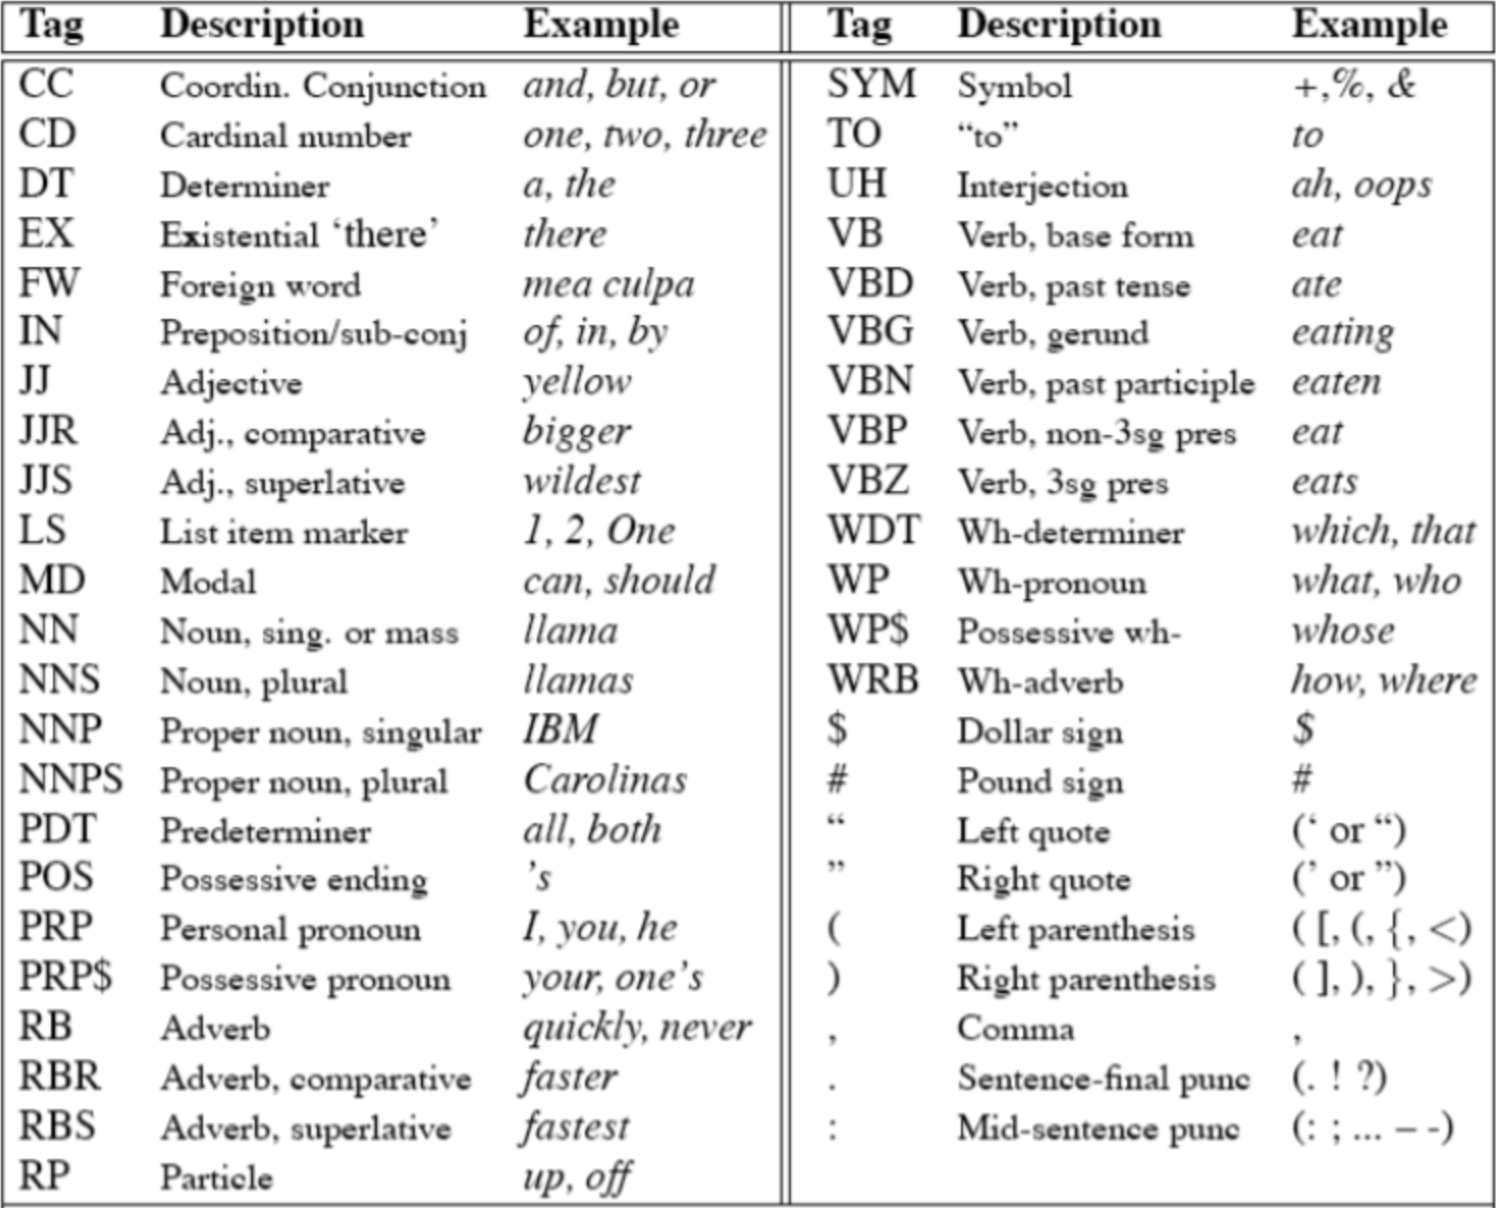 Tag Description Example Tag Description Example
CC Coordin. Conjunction and, but, or SYM Symbol +,%, &
CD Cardinal number one, two, three TO “to” to
DT Determiner a, the UH Interjection ah, oops
EX Existential ‘there’ there VB Verb, base form eat
FW Foreign word mea culpa VBD Verb, past tense ate
IN Preposition/sub-conj of, in, by VBG Verb, gerund eating
JJ Adjective yellow VBN Verb, past participle eaten
JJR Adj., comparative bigger VBP Verb, non-3sg pres eat
JJS Adj., superlative wildest VBZ Verb, 3sg pres eats
LS List item marker 1, 2, One WDT Wh-determiner which, that
MD Modal can, should WP Wh-pronoun what, who
NN Noun, sing. or mass llama WP$ Possessive wh- whose
NNS Noun, plural llamas WRB Wh-adverb how, where
NNP Proper noun, singular IBM $ Dollar sign $
NNPS Proper noun, plural Carolinas # Pound sign #
PDT Predeterminer all, both “ Left quote (‘ or “)
POS Possessive ending ’s ” Right quote (’ or ”)
PRP Personal pronoun I, you, he ( Left parenthesis ( [, (, {, <)
PRP$ Possessive pronoun your, one’s ) Right parenthesis ( ], ), }, >)
RB Adverb quickly, never , Comma ,
RBR Adverb, comparative faster . Sentence-final punc (. ! ?)
RBS Adverb, superlative fastest : Mid-sentence punc (: ; ... – -)
RP Particle up, off